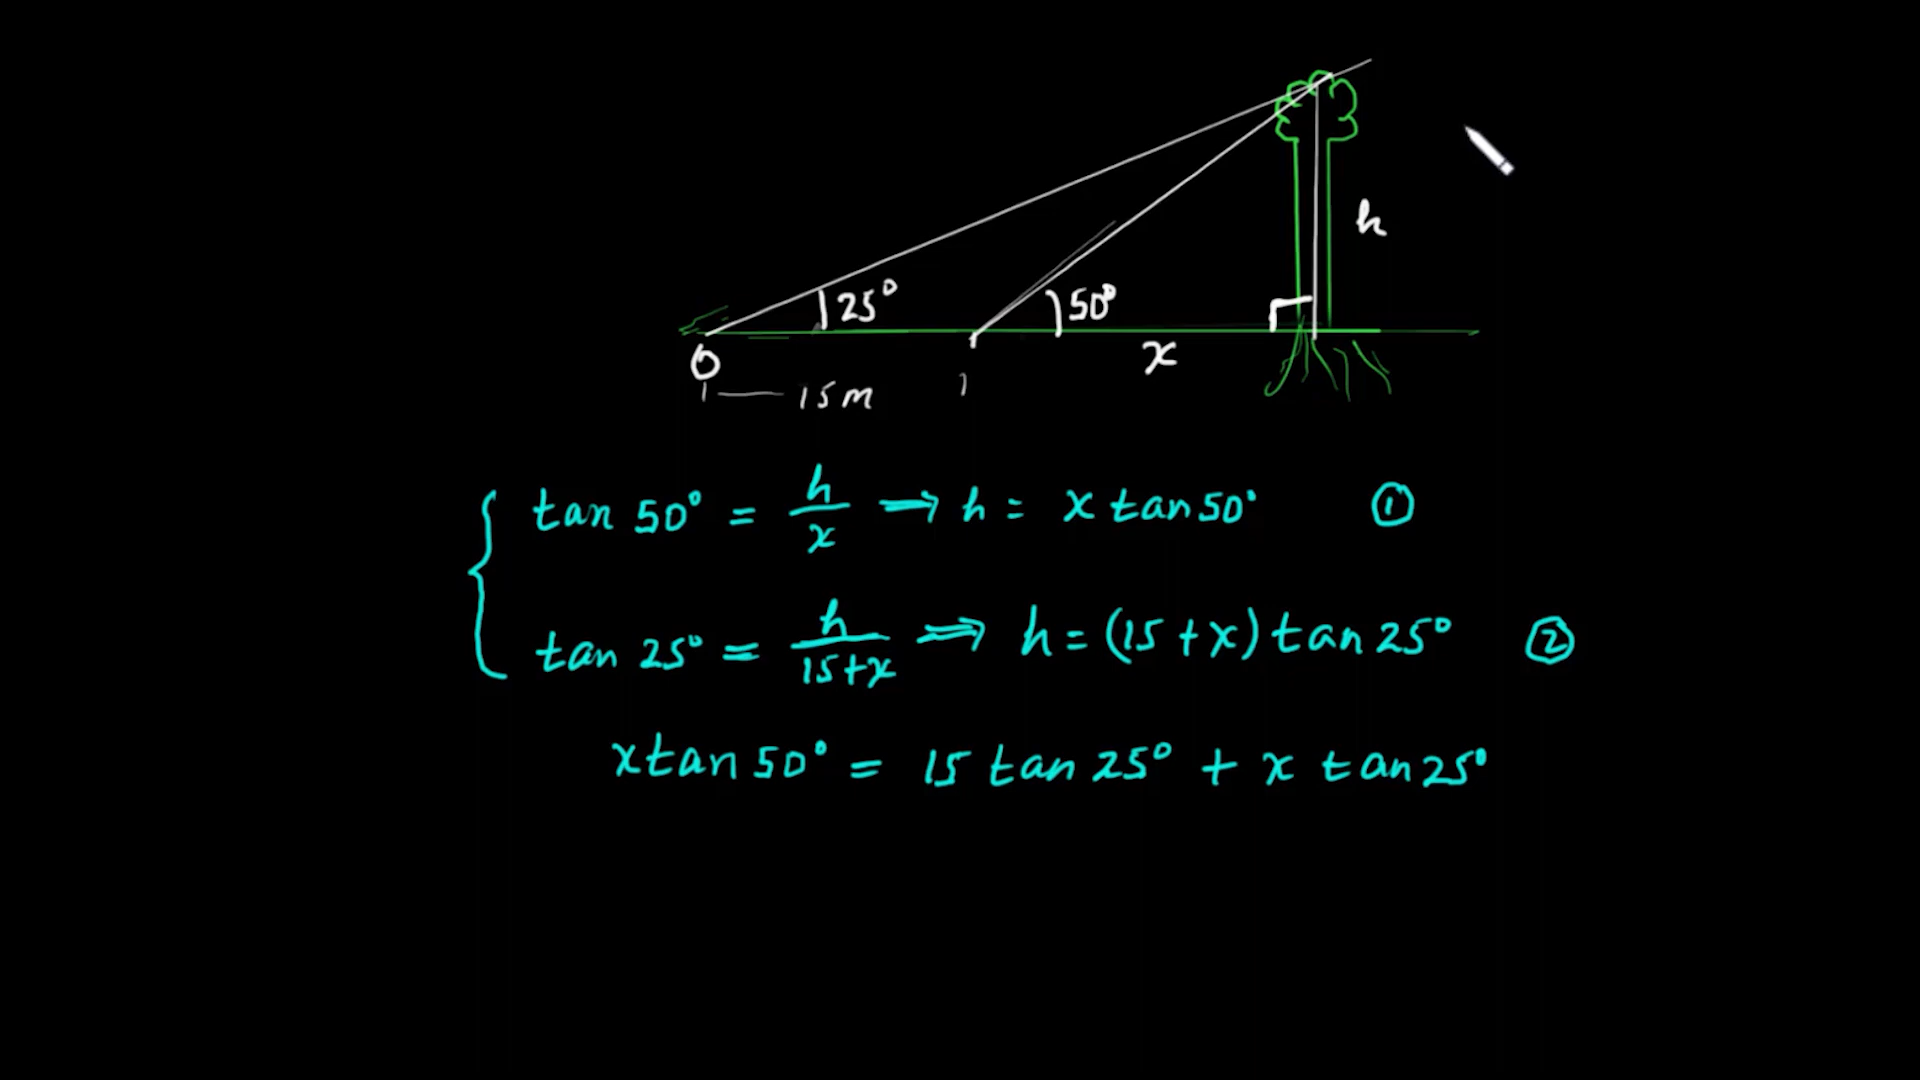 h
25° 50°
O x
15m
tan 50° = h/x → h = x tan 50° ①
tan 25° = h/15+x ⟹ h = (15 + x) tan 25° ②
x tan 50° = 15 tan 25° + x tan 25°